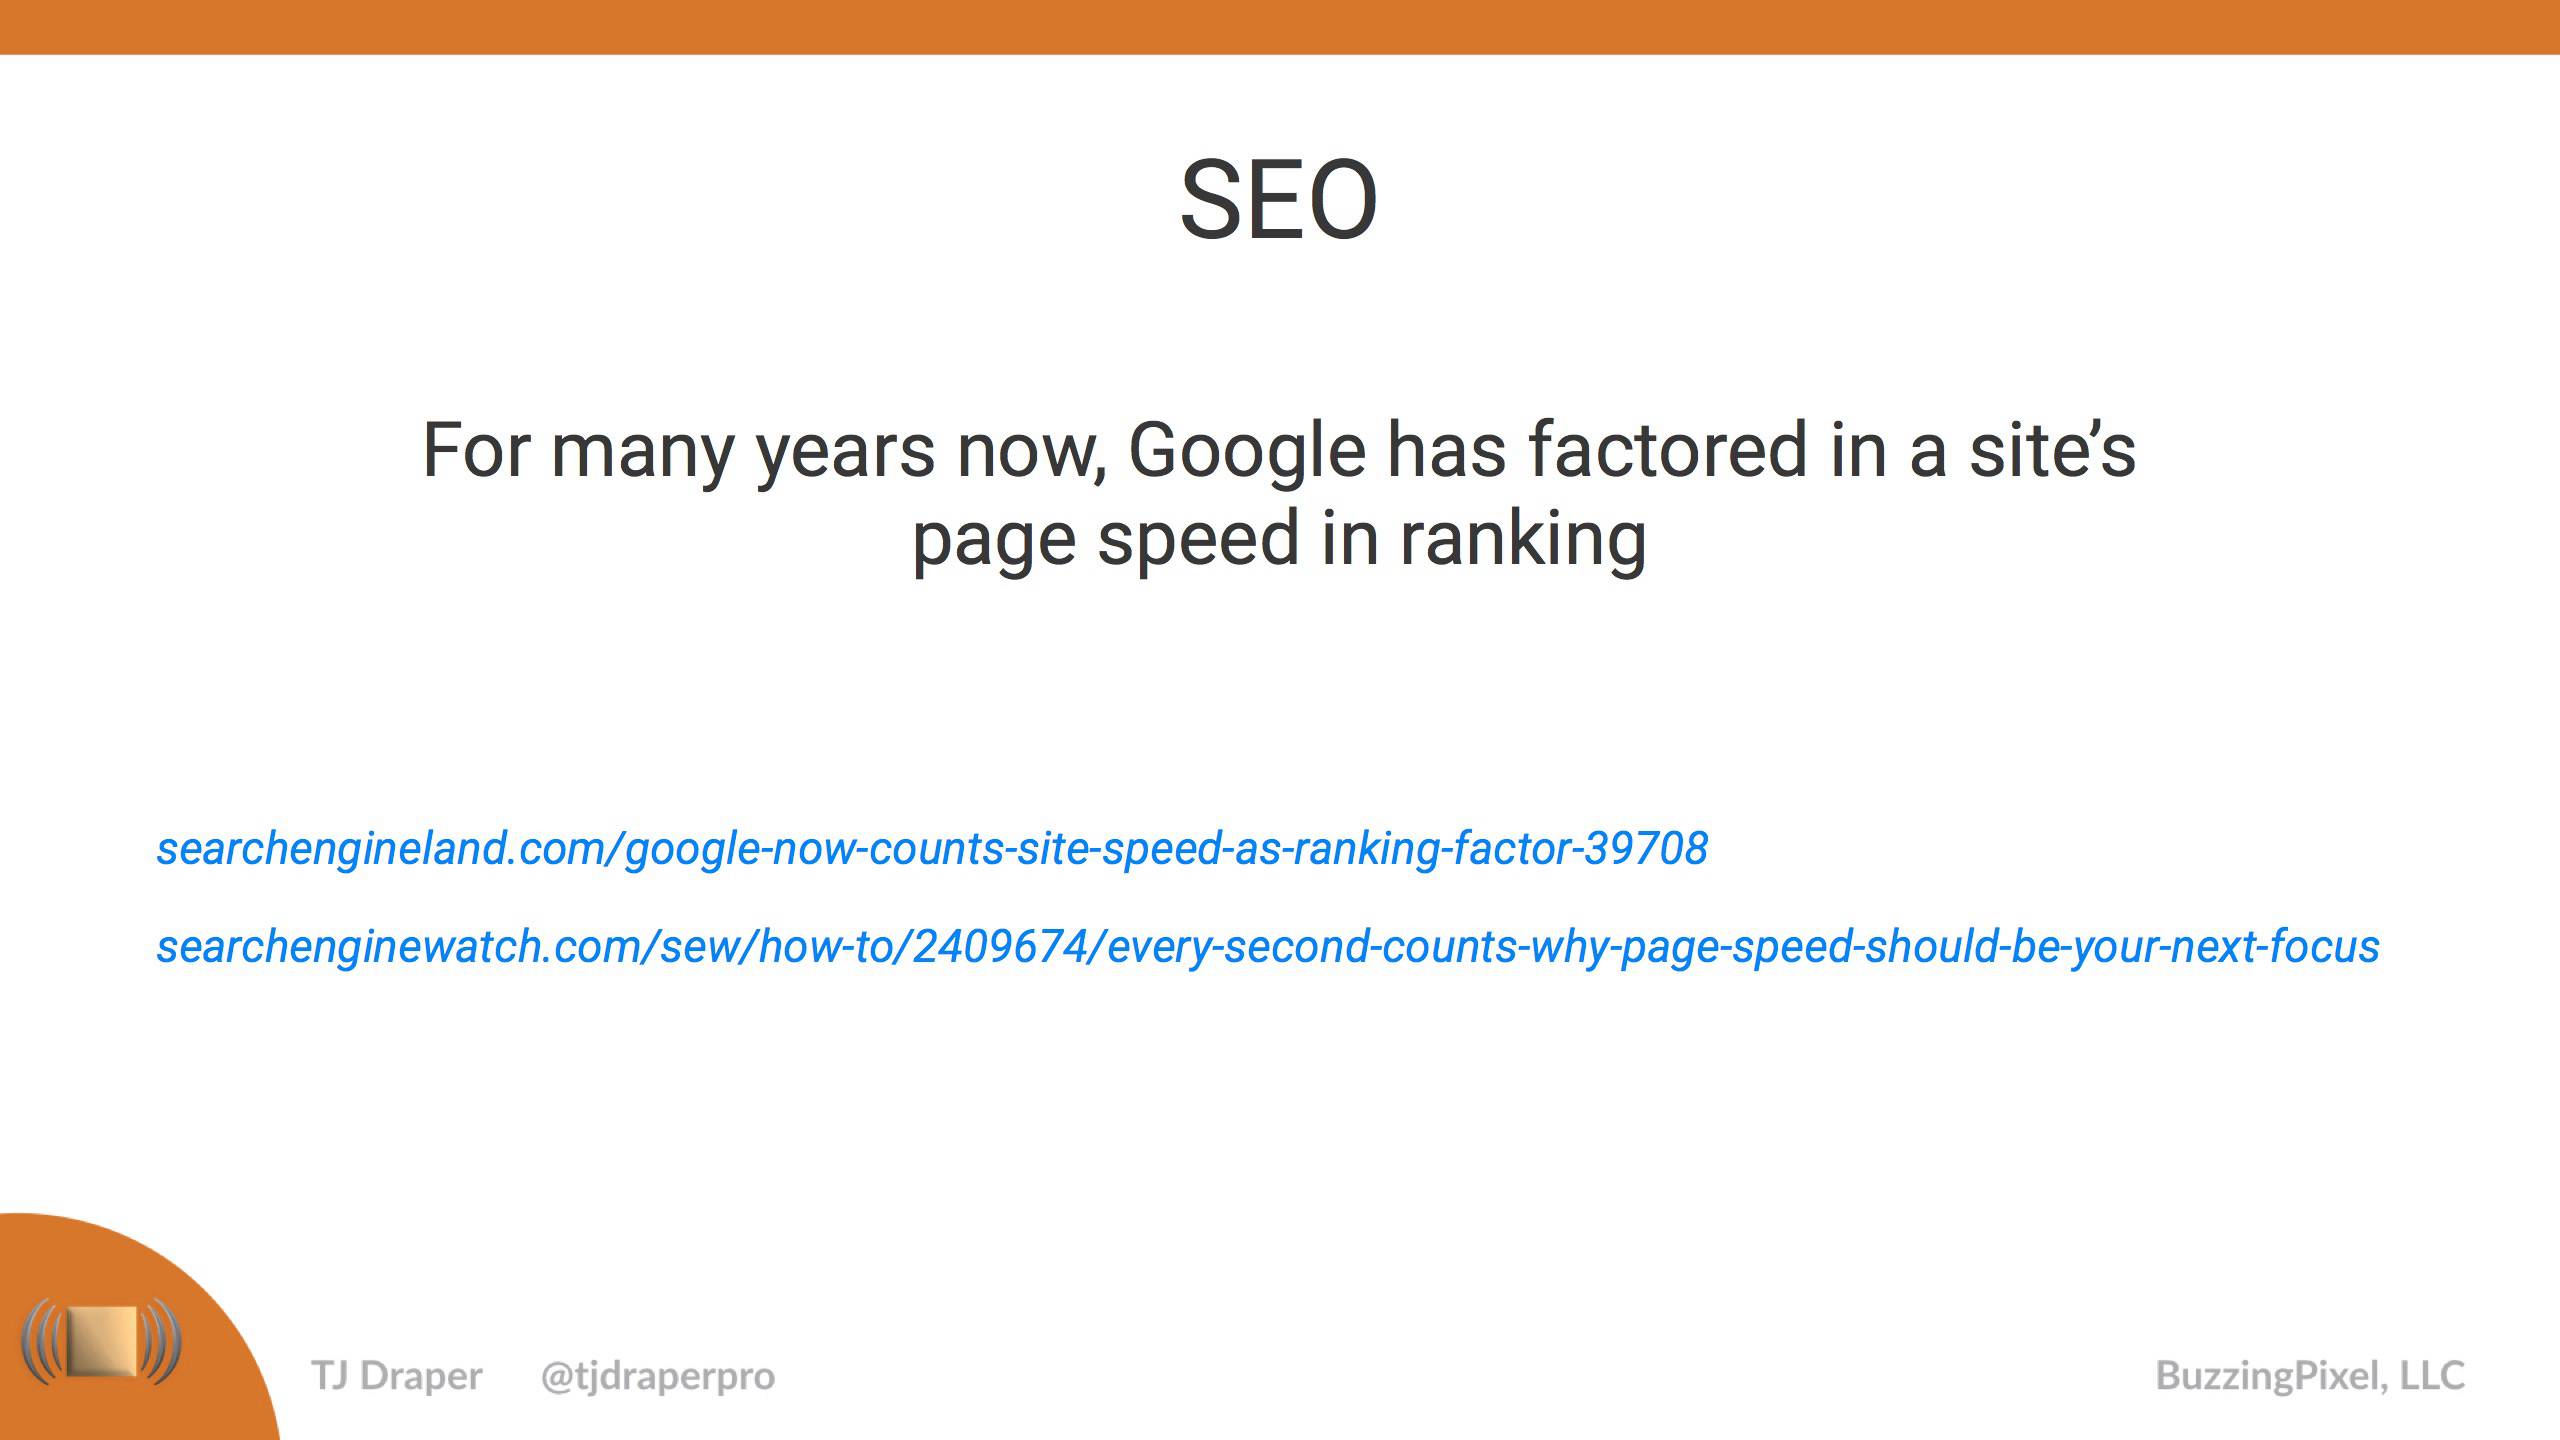 SEO
For many years now, Google has factored in a site’s
page speed in ranking
searchengineland.com/google-now-counts-site-speed-as-ranking-factor-39708
searchenginewatch.com/sew/how-to/2409674/every-second-counts-why-page-speed-should-be-your-next-focus
TJ Draper @tjdraperpro BuzzingPixel, LLC